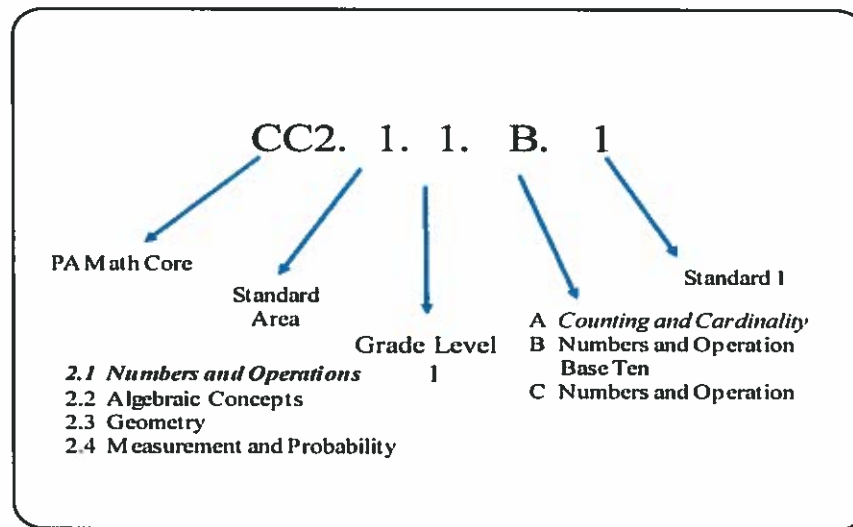 CC2. 1. 1. B. 1
PA Math Core
Standard
Area
Grade Level
1
Standard 1
2.1 Numbers and Operations
2.2 Algebraic Concepts
2.3 Geometry
2.4 Measurement and Probability
A Counting and Cardinality
B Numbers and Operation
Base Ten
C Numbers and Operation